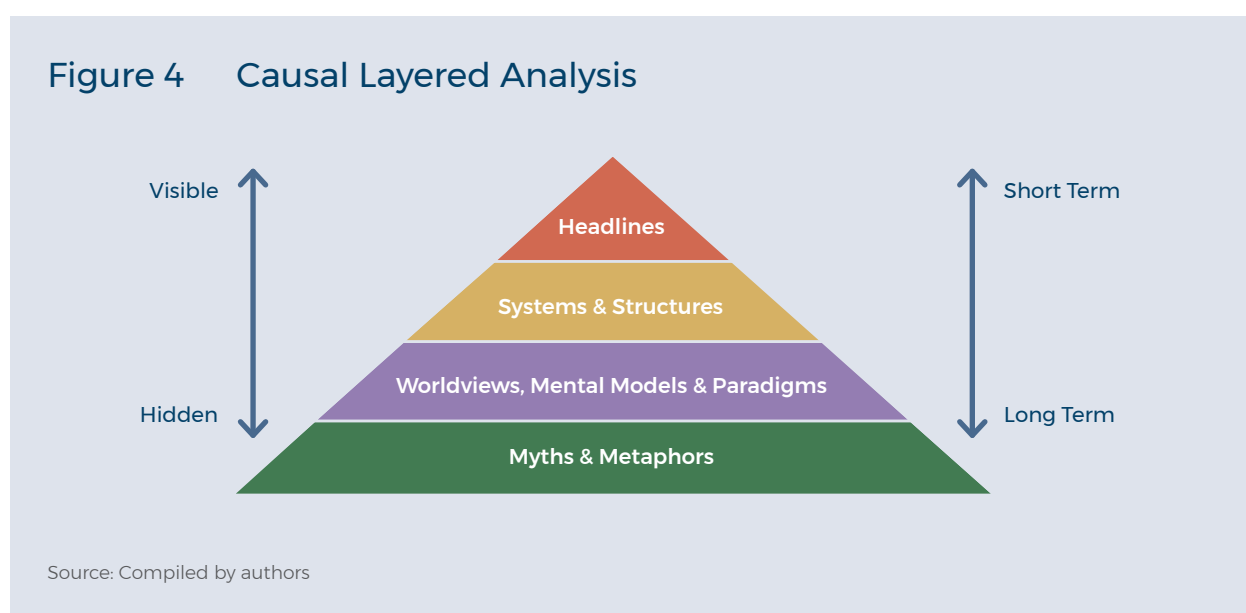 Figure 4 Causal Layered Analysis
Visible
Short Term
Headlines
Systems & Structures
Worldviews, Mental Models & Paradigms
Hidden
Long Term
Myths & Metaphors
Source: Compiled by authors